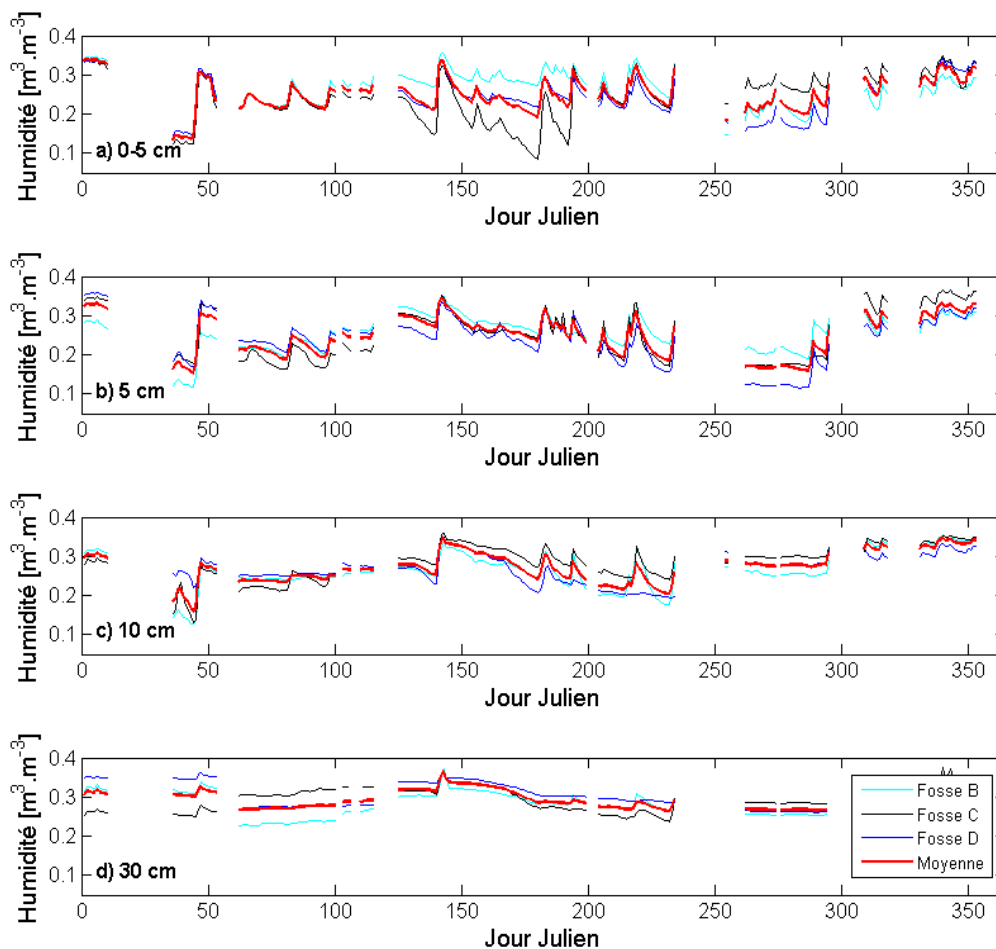 Humidité [m³.m⁻³]
0.4
0.3
0.2
0.1
a) 0-5 cm
0 50 100 150 200 250 300 350
Jour Julien
Humidité [m³.m⁻³]
0.4
0.3
0.2
0.1
b) 5 cm
0 50 100 150 200 250 300 350
Jour Julien
Humidité [m³.m⁻³]
0.4
0.3
0.2
0.1
c) 10 cm
0 50 100 150 200 250 300 350
Jour Julien
Humidité [m³.m⁻³]
0.4
0.3
0.2
0.1
d) 30 cm
Fosse B
Fosse C
Fosse D
Moyenne
0 50 100 150 200 250 300 350
Jour Julien